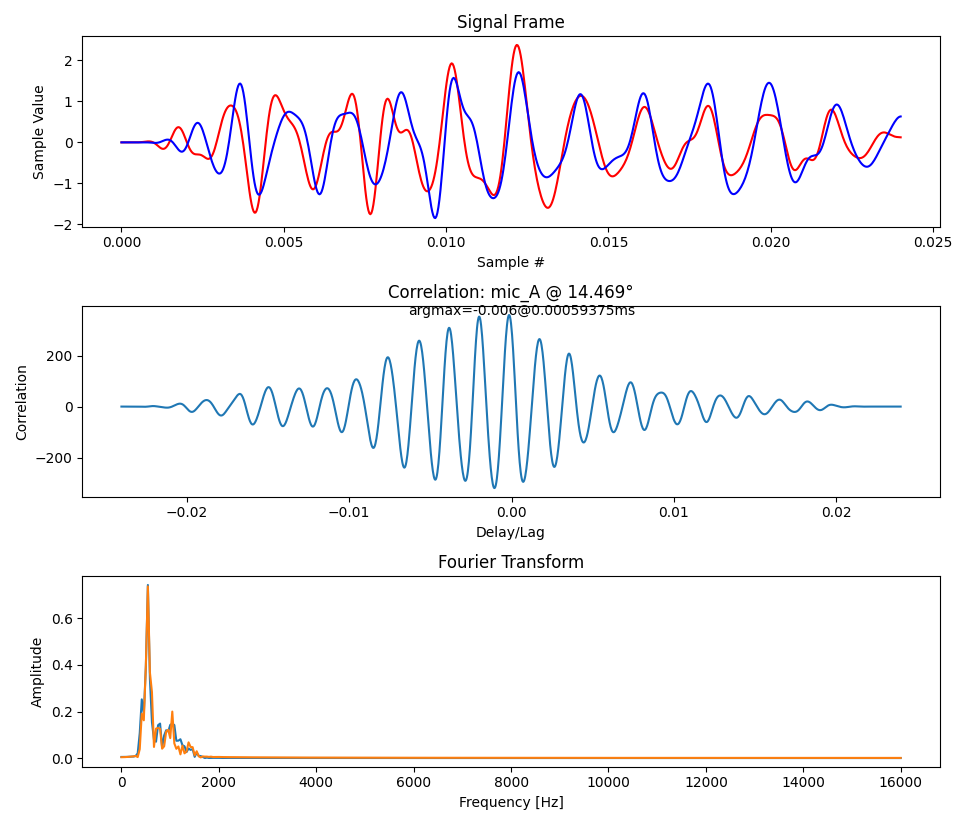 Signal Frame
Sample Value
2
1
0
−1
−2
0.000 0.005 0.010 0.015 0.020 0.025
Sample #
Correlation: mic_A @ 14.469°
argmax=-0.006@0.00059375ms
Correlation
200
0
−200
−0.02 −0.01 0.00 0.01 0.02
Delay/Lag
Fourier Transform
Amplitude
0.6
0.4
0.2
0.0
0 2000 4000 6000 8000 10000 12000 14000 16000
Frequency [Hz]